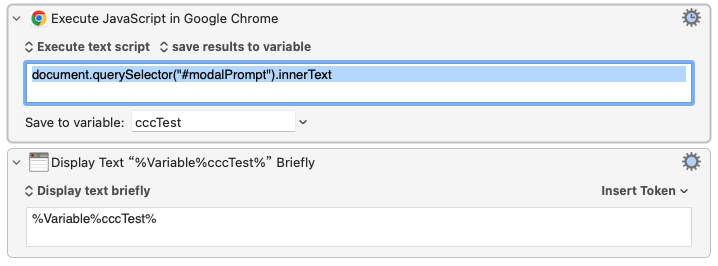 Execute JavaScript in Google Chrome
Execute text script save results to variable
document.querySelector("#modalPrompt").innerText
Save to variable: cccTest
Display Text “%Variable%cccTest%” Briefly
Display text briefly Insert Token
%Variable%cccTest%